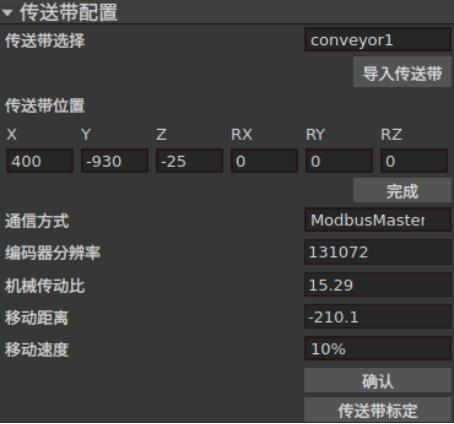 传送带配置
传送带选择 conveyor1
导入传送带
传送带位置
X Y Z RX RY RZ
400 -930 -25 0 0 0
完成
通信方式 ModbusMaster
编码器分辨率 131072
机械传动比 15.29
移动距离 -210.1
移动速度 10%
确认
传送带标定